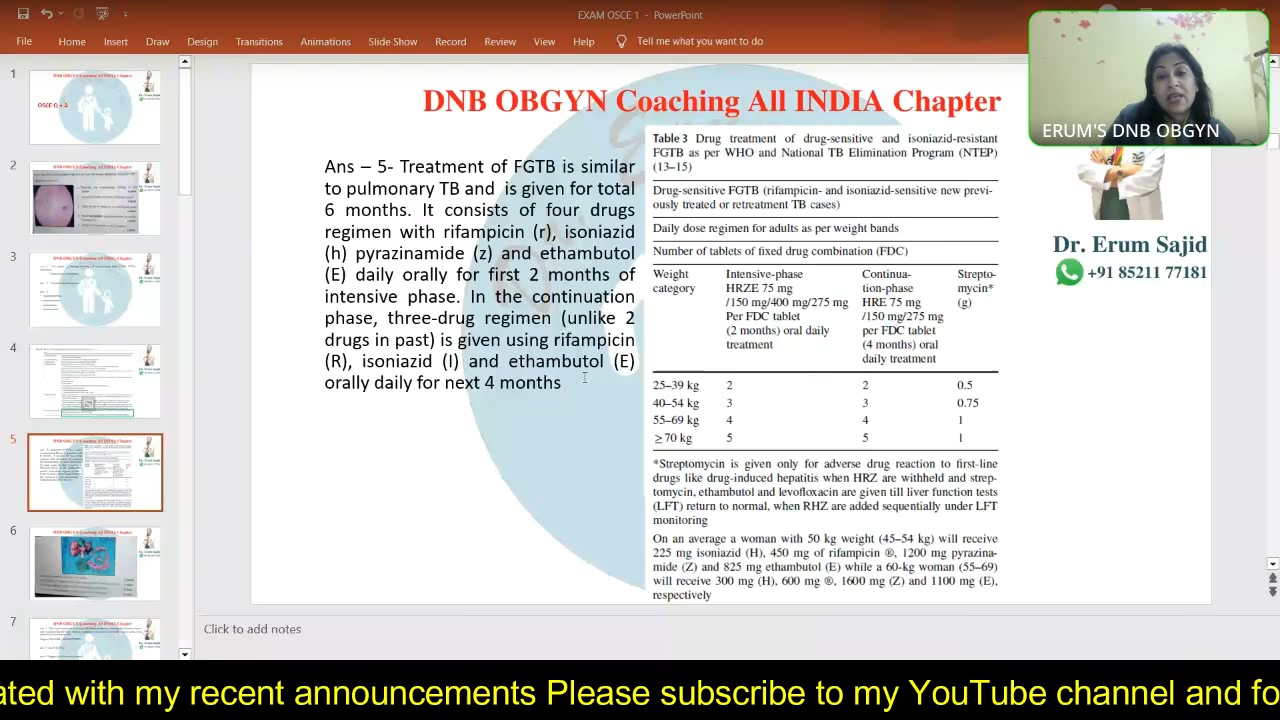 EXAM OSCE 1 - PowerPoint
File Home Insert Draw Design Transitions Animations Slide Show Record Review View Help Tell me what you want to do
1
2
3
4
5
6
7
OSCE Q + A
DNB OBGYN Coaching All INDIA Chapter
Ans – 5- Treatment of FGTB is similar
to pulmonary TB and is given for total
6 months. It consists of four drugs
regimen with rifampicin (r), isoniazid
(h) pyrazinamide (z) and ethambutol
(E) daily orally for first 2 months of
intensive phase. In the continuation
phase, three-drug regimen (unlike 2
drugs in past) is given using rifampicin
(R), isoniazid (I) and ethambutol (E)
orally daily for next 4 months
Table 3 Drug treatment of drug-sensitive and isoniazid-resistant
FGTB as per WHO and National TB Elimination Program (NTEP)
(13–15)
Drug-sensitive FGTB (rifampicin- and isoniazid-sensitive new previ-
ously treated or retreatment TB cases)
Daily dose regimen for adults as per weight bands
Number of tablets of fixed drug combination (FDC)
Weight Intensive-phase Continua- Strepto-
category HRZE 75 mg tion-phase mycin*
/150 mg/400 mg/275 mg HRE 75 mg (g)
Per FDC tablet /150 mg/275 mg
(2 months) oral daily per FDC tablet
treatment (4 months) oral
daily treatment
25–39 kg 2 2 0.5
40–54 kg 3 3 0.75
55–69 kg 4 4 1
≥70 kg 5 5 1
*Streptomycin is given only for adverse drug reaction to first-line
drugs like drug-induced hepatitis when HRZ are withheld and strep-
tomycin, ethambutol and levofloxacin are given till liver function tests
(LFT) return to normal, when RHZ are added sequentially under LFT
monitoring
On an average a woman with 50 kg weight (45–54 kg) will receive
225 mg isoniazid (H), 450 mg of rifampicin ®, 1200 mg pyrazina-
mide (Z) and 825 mg ethambutol (E) while a 60-kg woman (55–69)
will receive 300 mg (H), 600 mg ®, 1600 mg (Z) and 1100 mg (E),
respectively
ERUM'S DNB OBGYN
Dr. Erum Sajid
+91 85211 77181
Click to add notes
ated with my recent announcements Please subscribe to my YouTube channel and fo